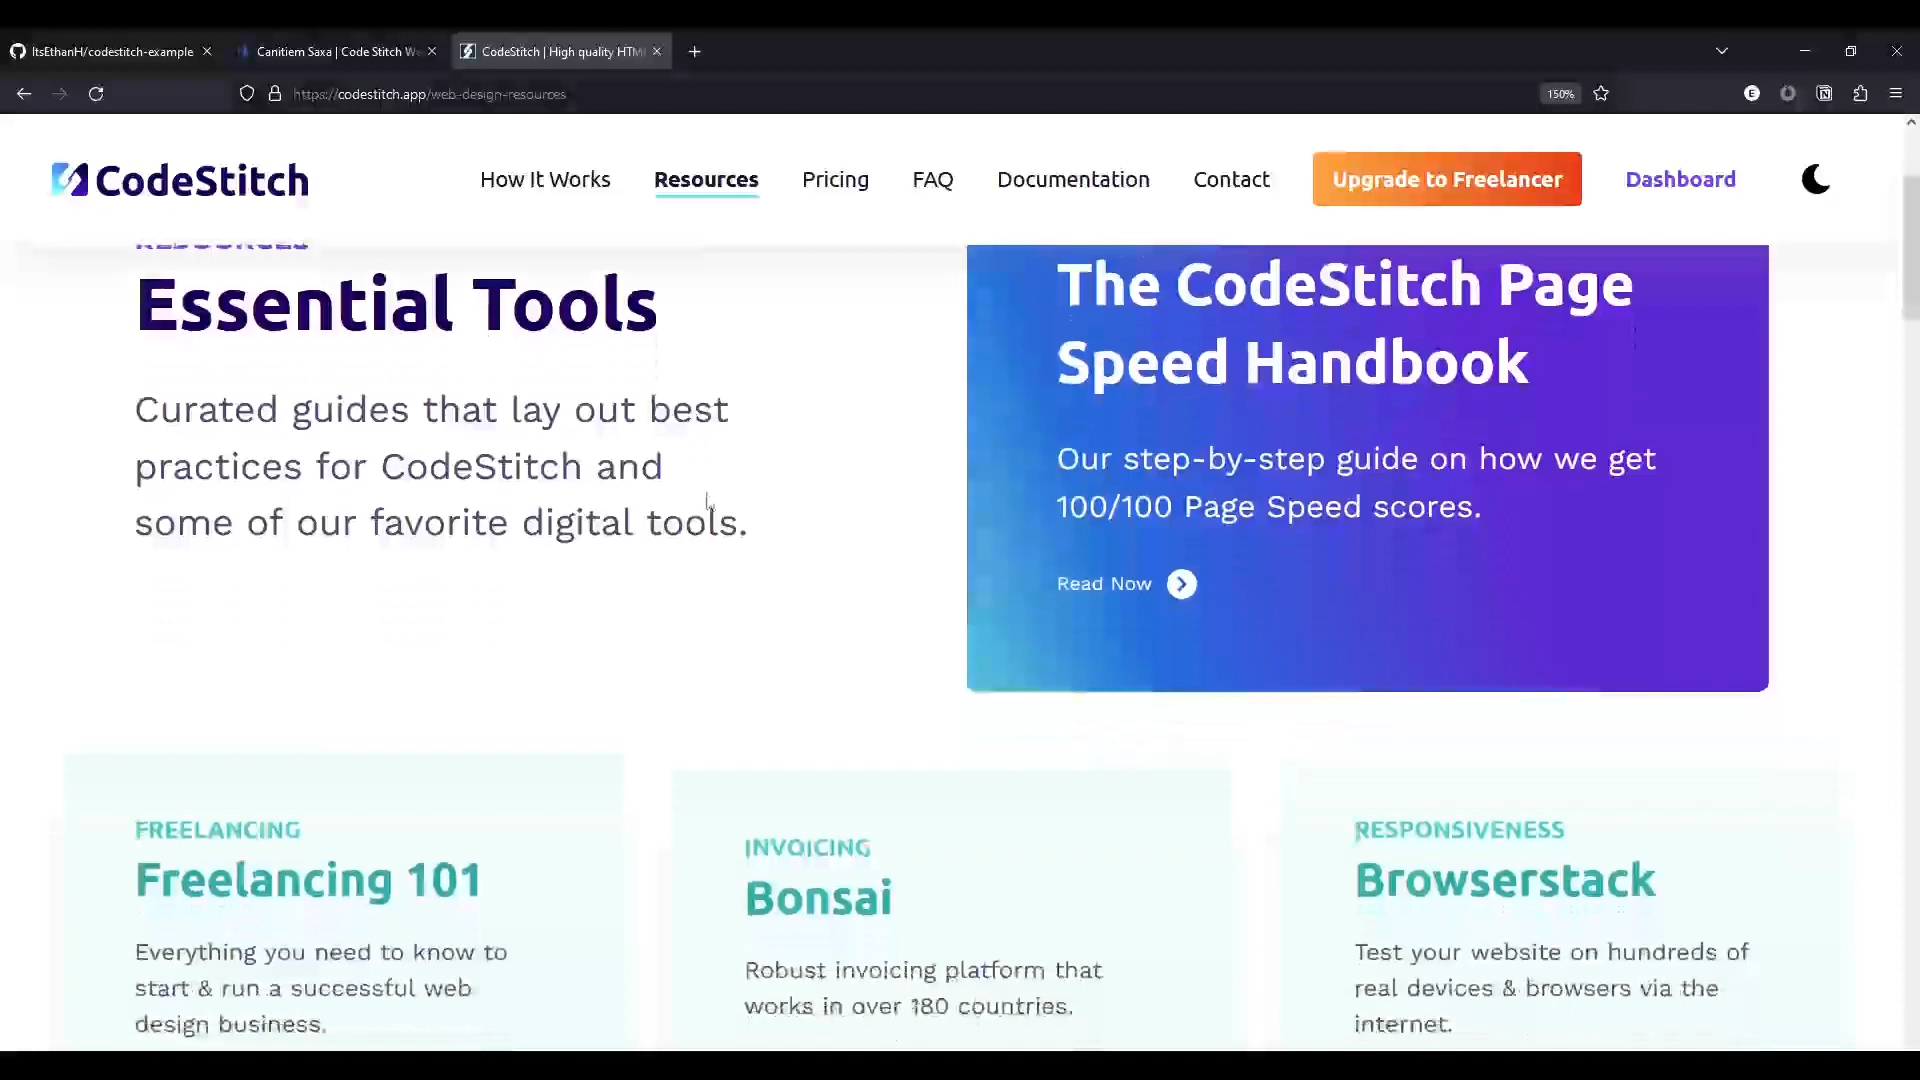 ItsEthanH/codestitch-example
Canitiem Saxa | Code Stitch We
CodeStitch | High quality HTM
https://codestitch.app/web-design-resources
150%
CodeStitch
How It Works
Resources
Pricing
FAQ
Documentation
Contact
Upgrade to Freelancer
Dashboard
RESOURCES
Essential Tools
Curated guides that lay out best
practices for CodeStitch and
some of our favorite digital tools.
The CodeStitch Page
Speed Handbook
Our step-by-step guide on how we get
100/100 Page Speed scores.
Read Now
FREELANCING
Freelancing 101
Everything you need to know to
start & run a successful web
design business.
INVOICING
Bonsai
Robust invoicing platform that
works in over 180 countries.
RESPONSIVENESS
Browserstack
Test your website on hundreds of
real devices & browsers via the
internet.